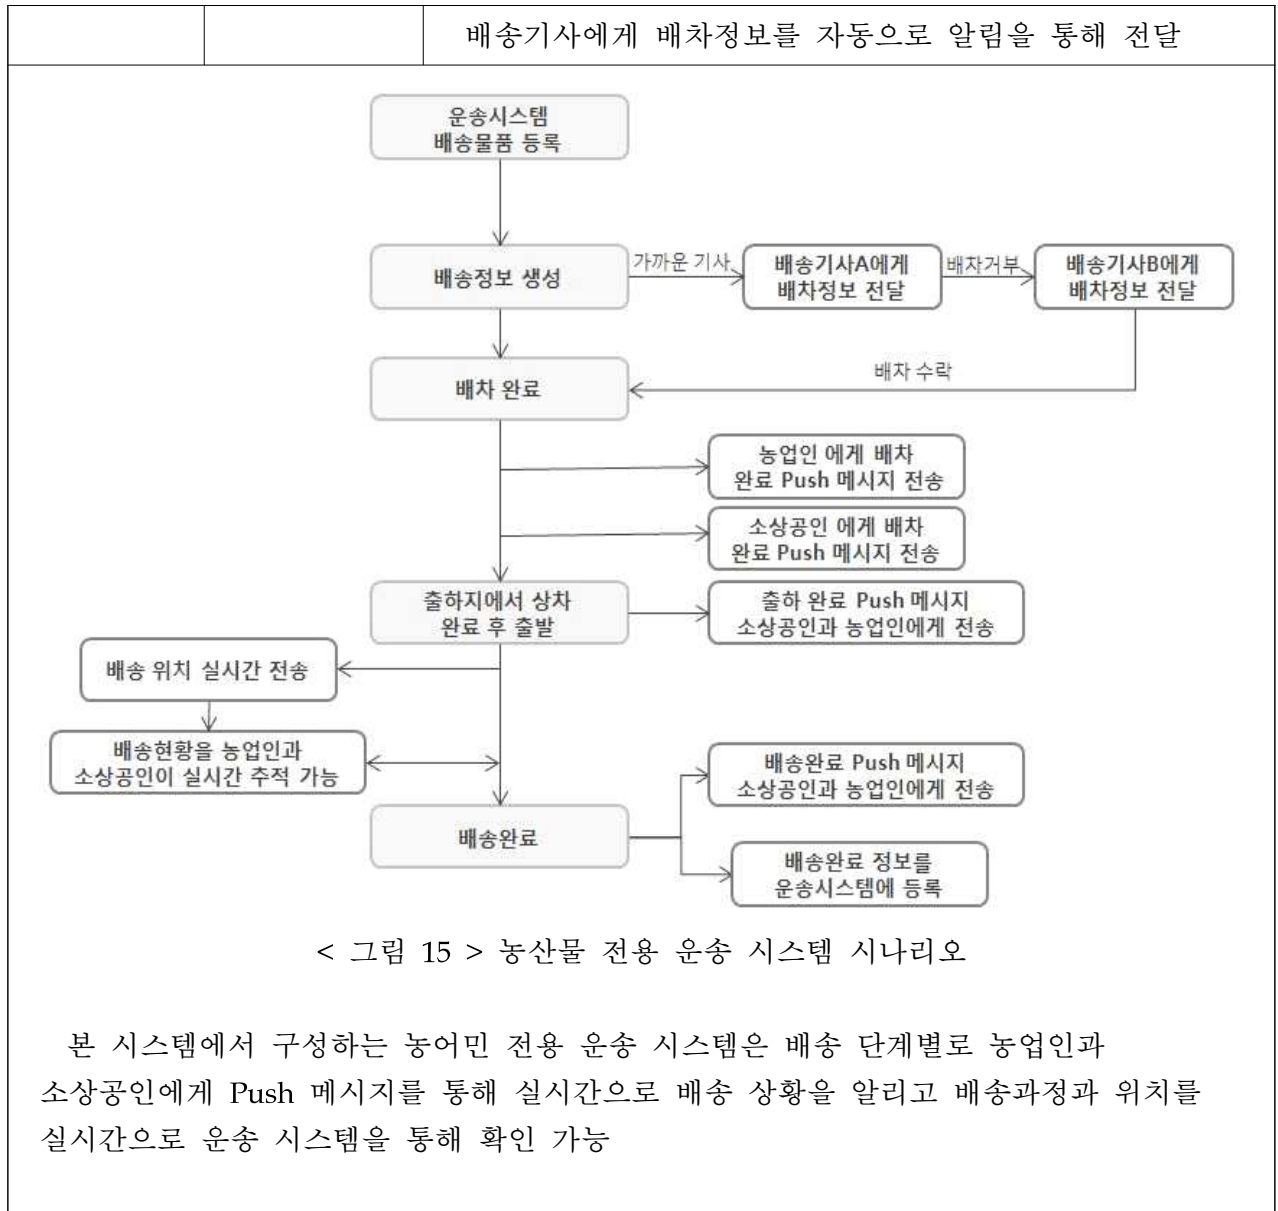 배송기사에게 배차정보를 자동으로 알림을 통해 전달
운송시스템
배송물품 등록
배송정보 생성
가까운 기사
배송기사A에게
배차정보 전달
배차거부
배송기사B에게
배차정보 전달
배차 수락
배차 완료
농업인 에게 배차
완료 Push 메시지 전송
소상공인 에게 배차
완료 Push 메시지 전송
출하지에서 상차
완료 후 출발
출하 완료 Push 메시지
소상공인과 농업인에게 전송
배송 위치 실시간 전송
배송현황을 농업인과
소상공인이 실시간 추적 가능
배송완료 Push 메시지
소상공인과 농업인에게 전송
배송완료
배송완료 정보를
운송시스템에 등록
< 그림 15 > 농산물 전용 운송 시스템 시나리오
본 시스템에서 구성하는 농어민 전용 운송 시스템은 배송 단계별로 농업인과
소상공인에게 Push 메시지를 통해 실시간으로 배송 상황을 알리고 배송과정과 위치를
실시간으로 운송 시스템을 통해 확인 가능